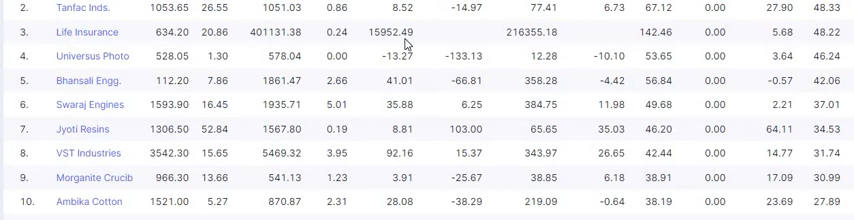 2. Tanfac Inds. 1053.65 26.55 1051.03 0.86 8.52 -14.97 77.41 6.73 67.12 0.00 27.90 48.33
3. Life Insurance 634.20 20.86 401131.38 0.24 15952.49 216355.18 142.46 5.68 48.22
4. Universus Photo 528.05 1.30 578.04 0.00 -13.27 -133.13 12.28 -10.10 53.65 0.00 3.64 46.24
5. Bhansali Engg. 112.20 7.86 1861.47 2.66 41.01 -66.81 358.28 -4.42 56.84 0.00 -0.57 42.06
6. Swaraj Engines 1593.90 16.45 1935.71 5.01 35.88 6.25 384.75 11.98 49.68 0.00 2.21 37.01
7. Jyoti Resins 1306.50 52.84 1567.80 0.19 8.81 103.00 65.65 35.03 46.20 0.00 64.11 34.53
8. VST Industries 3542.30 15.65 5469.32 3.95 92.16 15.37 343.97 26.65 42.44 0.00 14.77 31.74
9. Morganite Crucib 966.30 13.66 541.13 1.23 3.91 -25.67 38.85 6.18 38.91 0.00 17.09 30.99
10. Ambika Cotton 1521.00 5.27 870.87 2.31 28.08 -38.29 219.09 -0.64 38.19 0.00 23.69 27.89